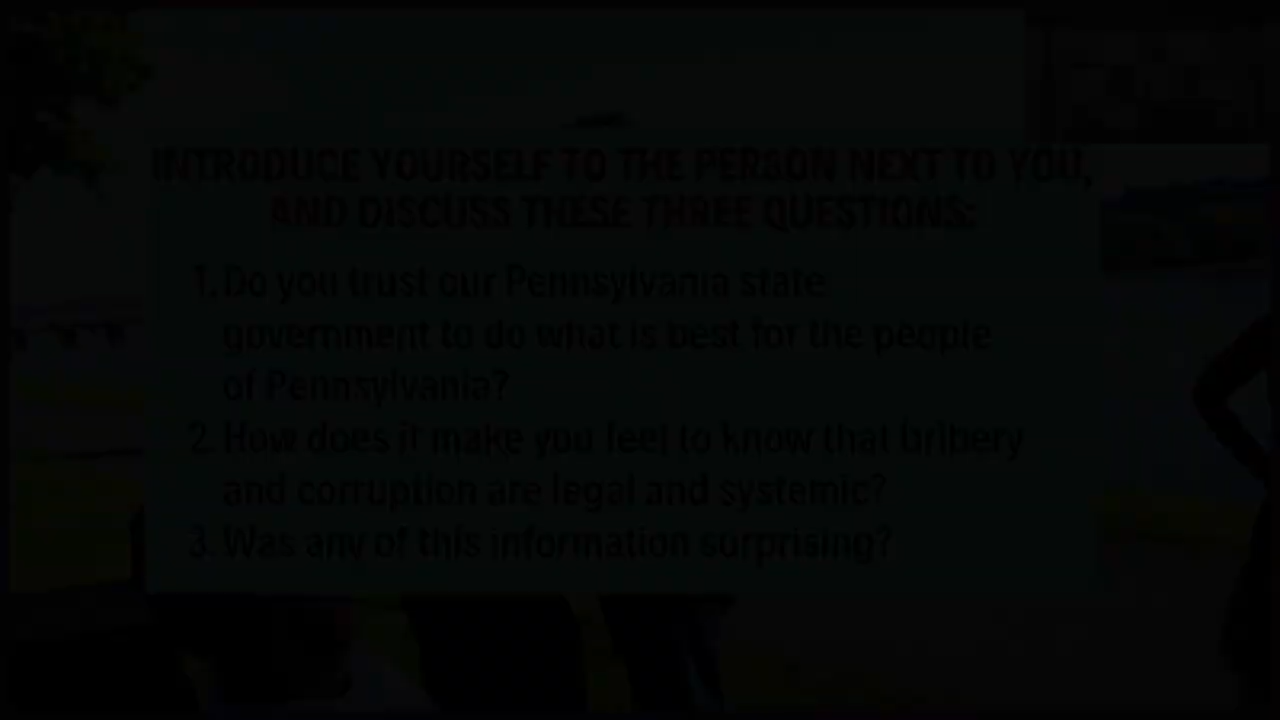 INTRODUCE YOURSELF TO THE PERSON NEXT TO YOU,
AND DISCUSS THESE THREE QUESTIONS:
1. Do you trust our Pennsylvania state
government to do what is best for the people
of Pennsylvania?
2. How does it make you feel to know that bribery
and corruption are legal and systemic?
3. Was any of this information surprising?